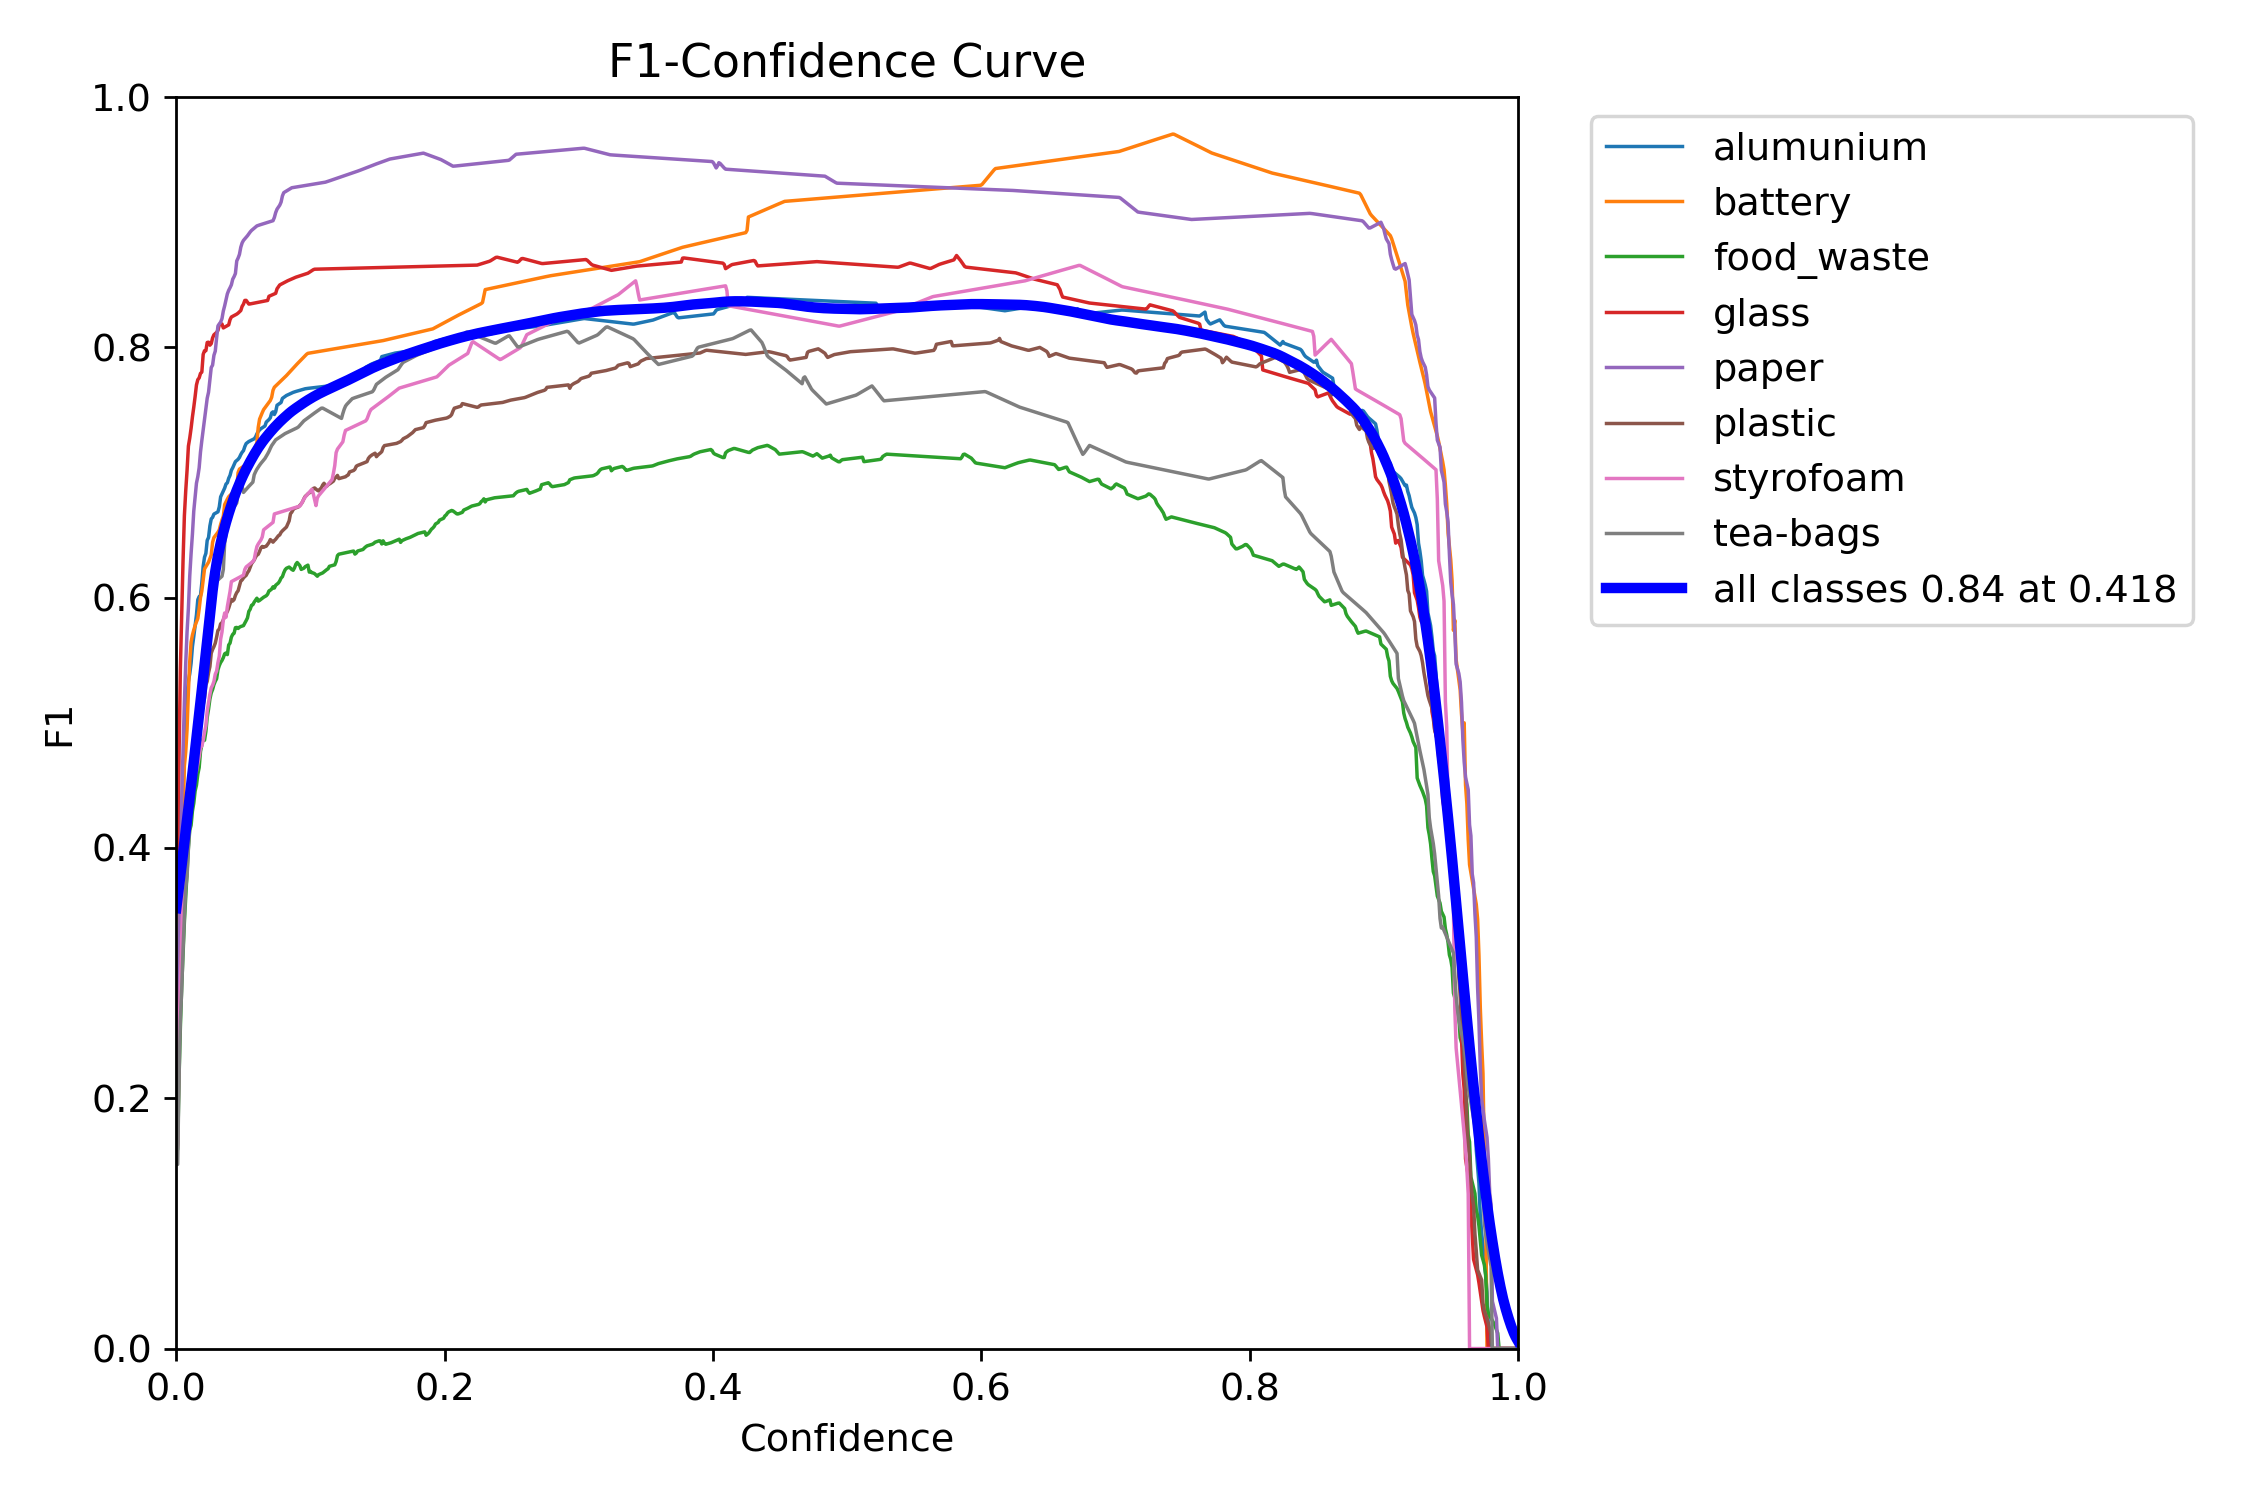 F1-Confidence Curve
1.0
0.8
0.6
0.4
0.2
0.0
F1
0.0 0.2 0.4 0.6 0.8 1.0
Confidence
alumunium
battery
food_waste
glass
paper
plastic
styrofoam
tea-bags
all classes 0.84 at 0.418